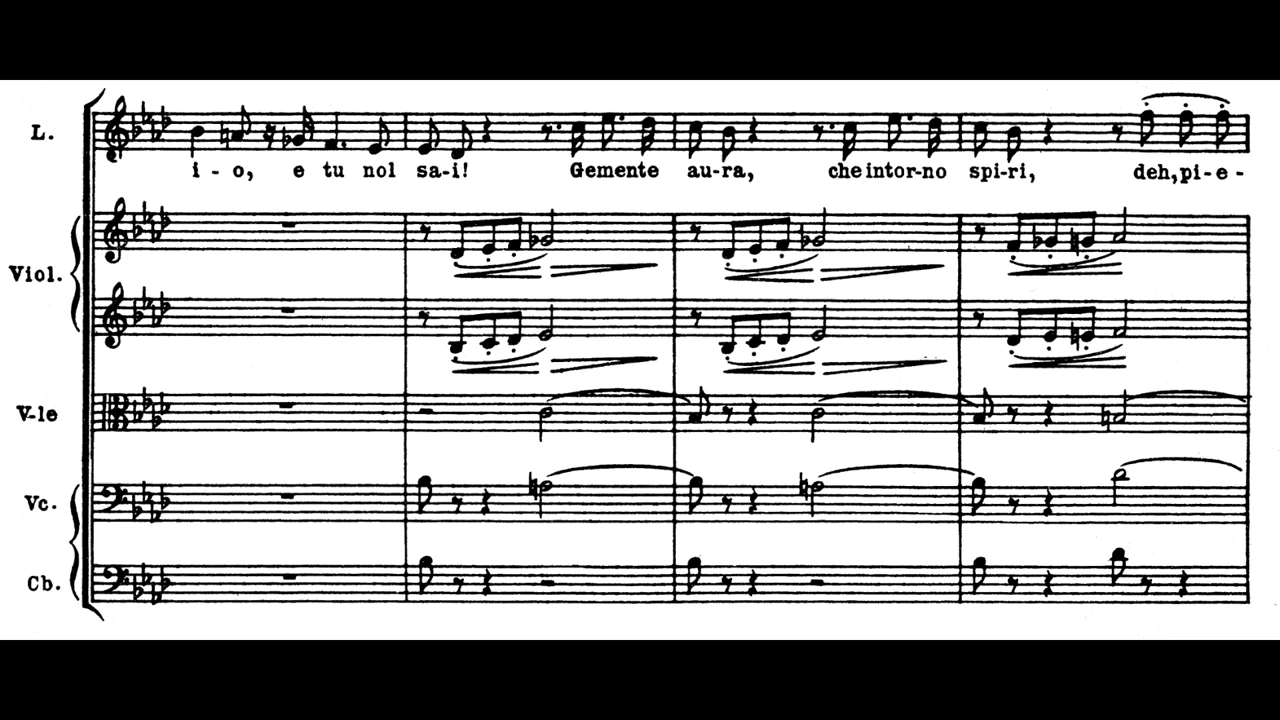 L.
i - o, e tu nol sa-i! Gemente au-ra, che intor-no spi-ri, deh, pi-e -
Viol.
V-le
Vc.
Cb.